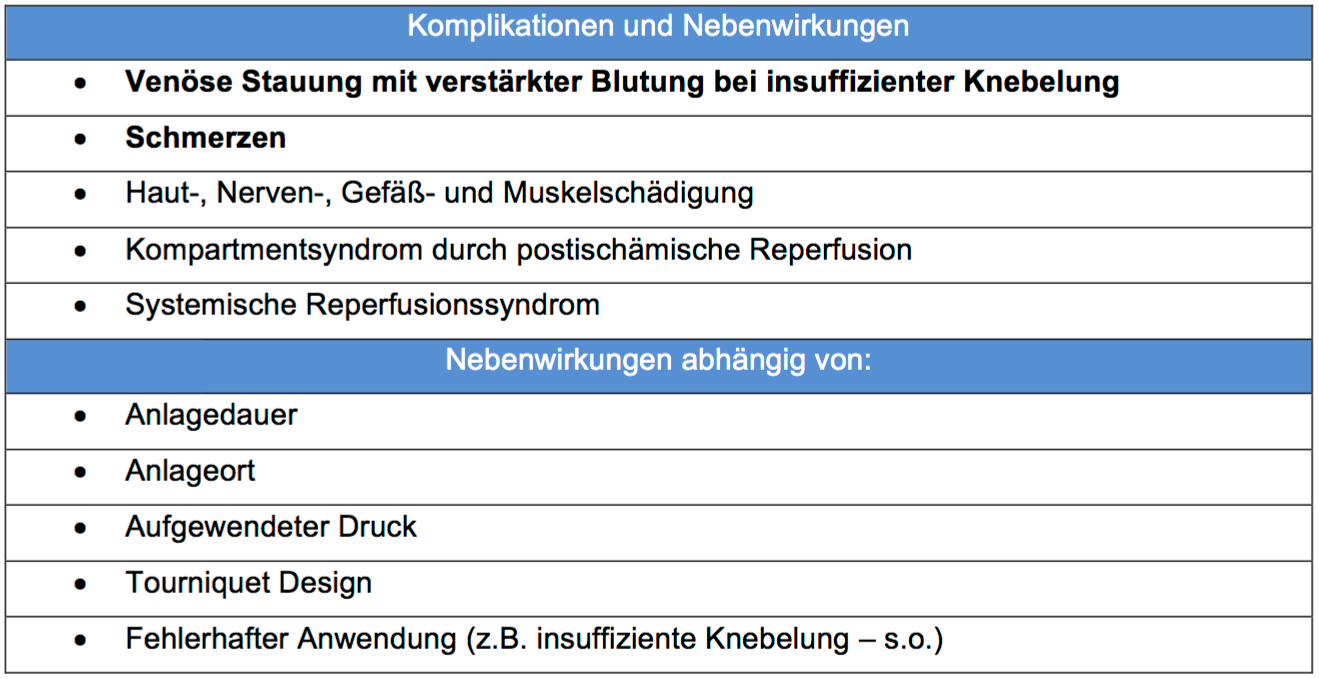 Komplikationen und Nebenwirkungen
• Venöse Stauung mit verstärkter Blutung bei insuffizienter Knebelung
• Schmerzen
• Haut-, Nerven-, Gefäß- und Muskelschädigung
• Kompartmentsyndrom durch postischämische Reperfusion
• Systemische Reperfusionssyndrom
Nebenwirkungen abhängig von:
• Anlagedauer
• Anlageort
• Aufgewendeter Druck
• Tourniquet Design
• Fehlerhafter Anwendung (z.B. insuffiziente Knebelung – s.o.)